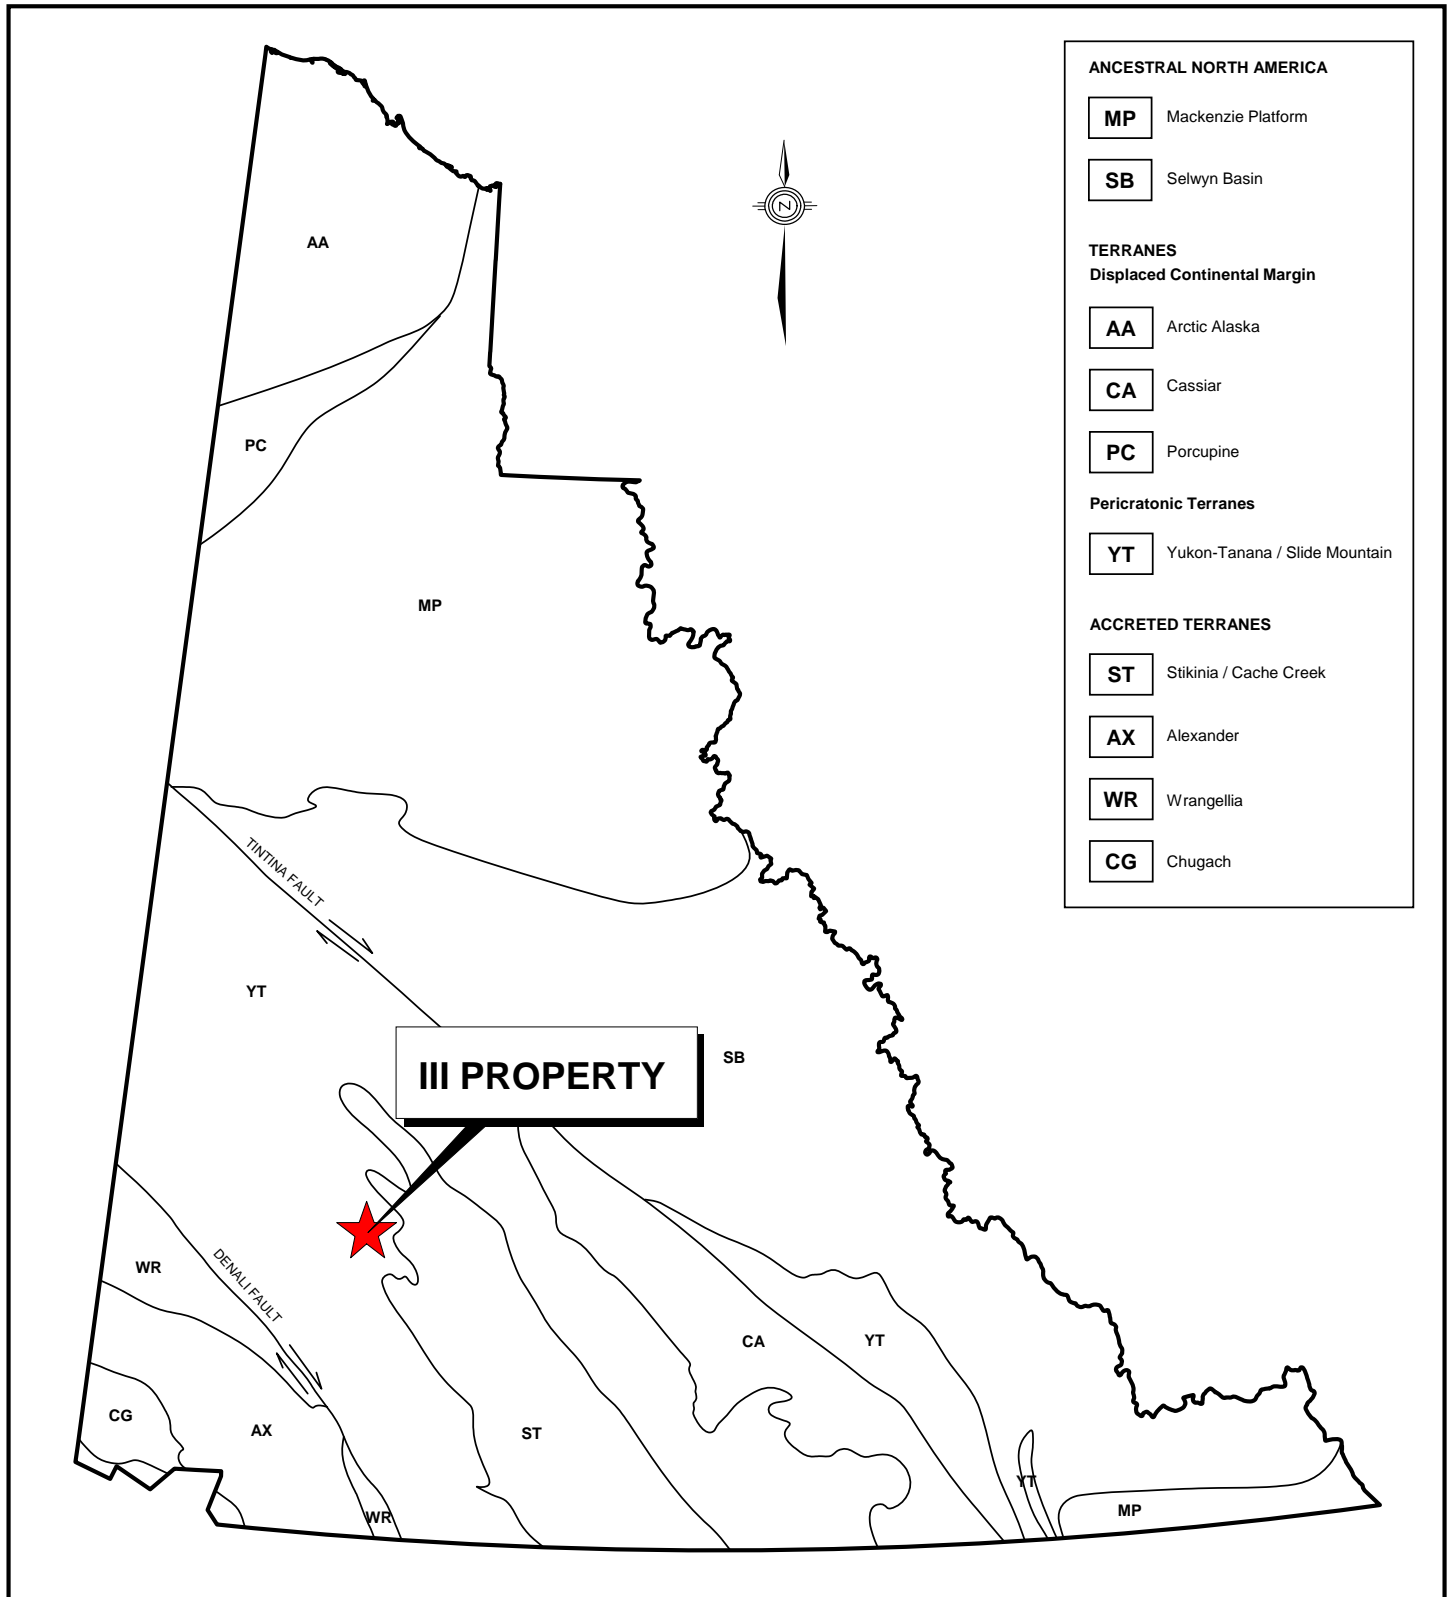 ANCESTRAL NORTH AMERICA
MP Mackenzie Platform
SB Selwyn Basin
TERRANES
Displaced Continental Margin
AA Arctic Alaska
CA Cassiar
PC Porcupine
Pericratonic Terranes
YT Yukon-Tanana / Slide Mountain
ACCRETED TERRANES
ST Stikinia / Cache Creek
AX Alexander
WR Wrangellia
CG Chugach
N
AA
PC
MP
TINTINA FAULT
YT
SB
III PROPERTY
WR
DENALI FAULT
CA
YT
CG
AX
ST
YT
WR
MP